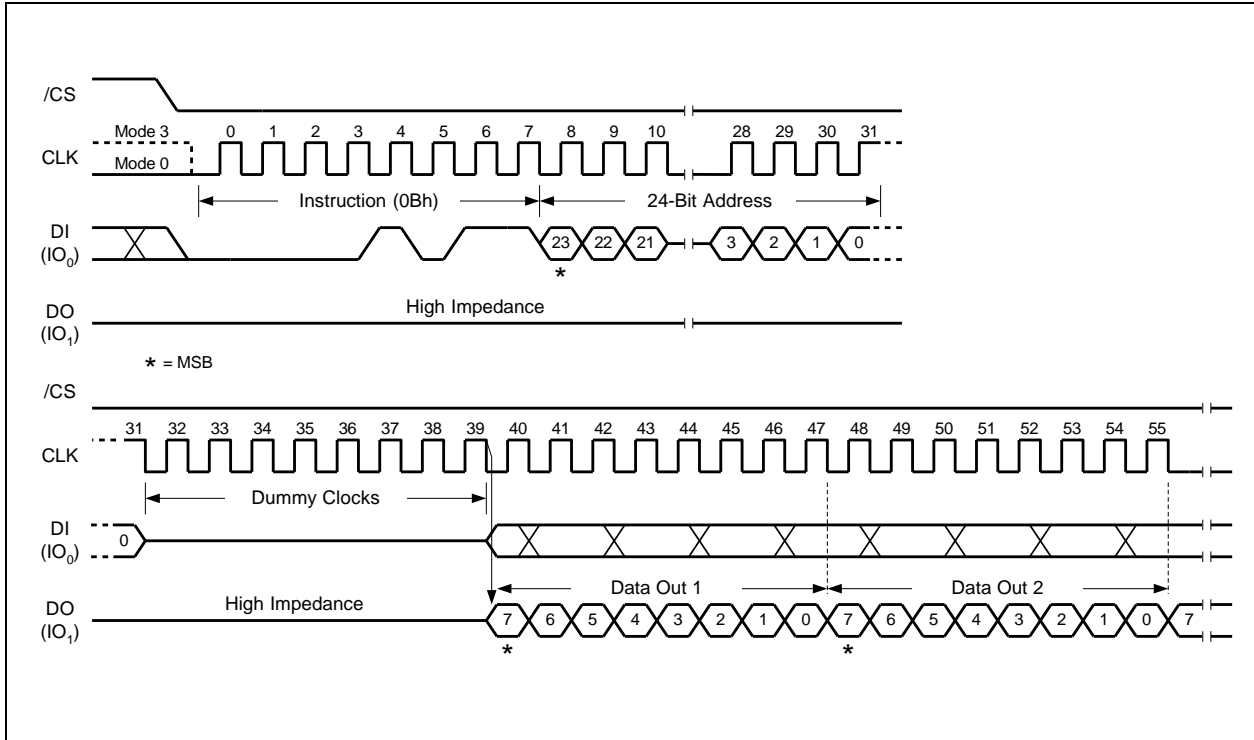 /CS
Mode 3 0 1 2 3 4 5 6 7 8 9 10 28 29 30 31
CLK
Mode 0
Instruction (0Bh) 24-Bit Address
DI
(IO0) 23 22 21 3 2 1 0
*
DO High Impedance
(IO1)
* = MSB
/CS
31 32 33 34 35 36 37 38 39 40 41 42 43 44 45 46 47 48 49 50 51 52 53 54 55
CLK
Dummy Clocks
DI
(IO0) 0
High Impedance Data Out 1 Data Out 2
DO
(IO1) 7 6 5 4 3 2 1 0 7 6 5 4 3 2 1 0 7
* *